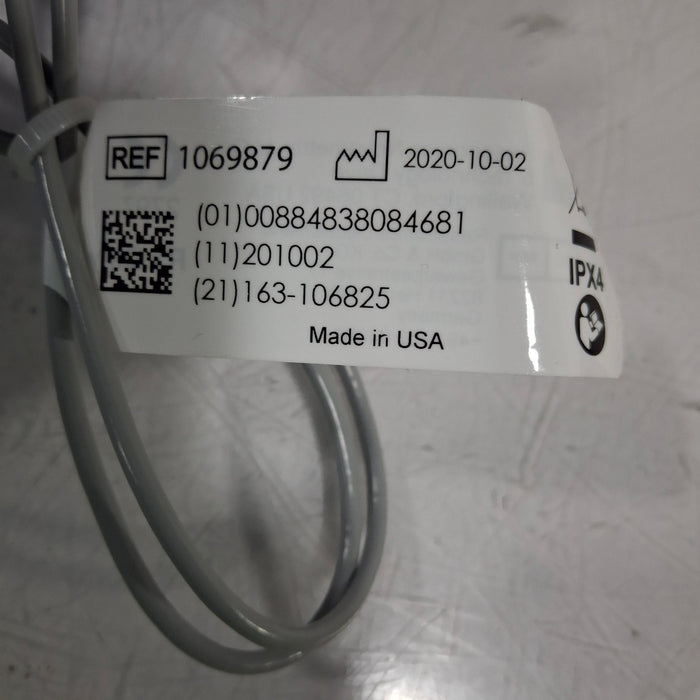 REF 1069879 2020-10-02
(01)00884838084681
(11)201002
(21)163-106825
Made in USA
IPX4